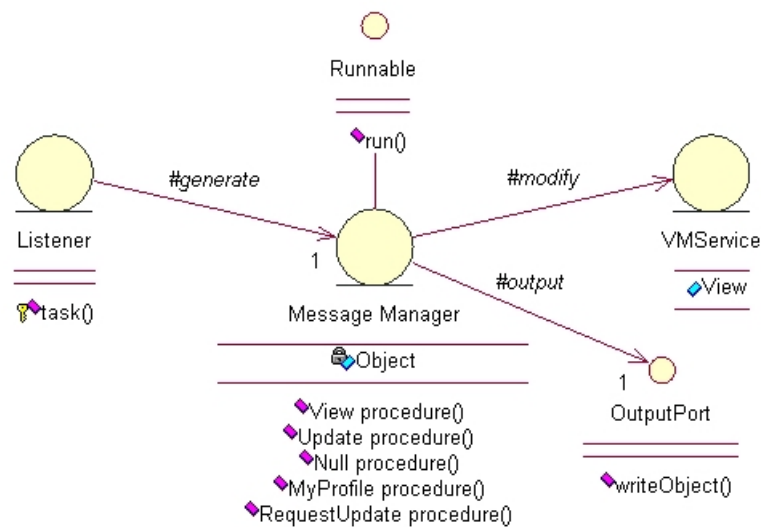 Runnable
run()
#generate
#modify
Listener
1
VMService
task()
#output
View
Message Manager
Object
1
OutputPort
View procedure()
Update procedure()
Null procedure()
MyProfile procedure()
writeObject()
RequestUpdate procedure()